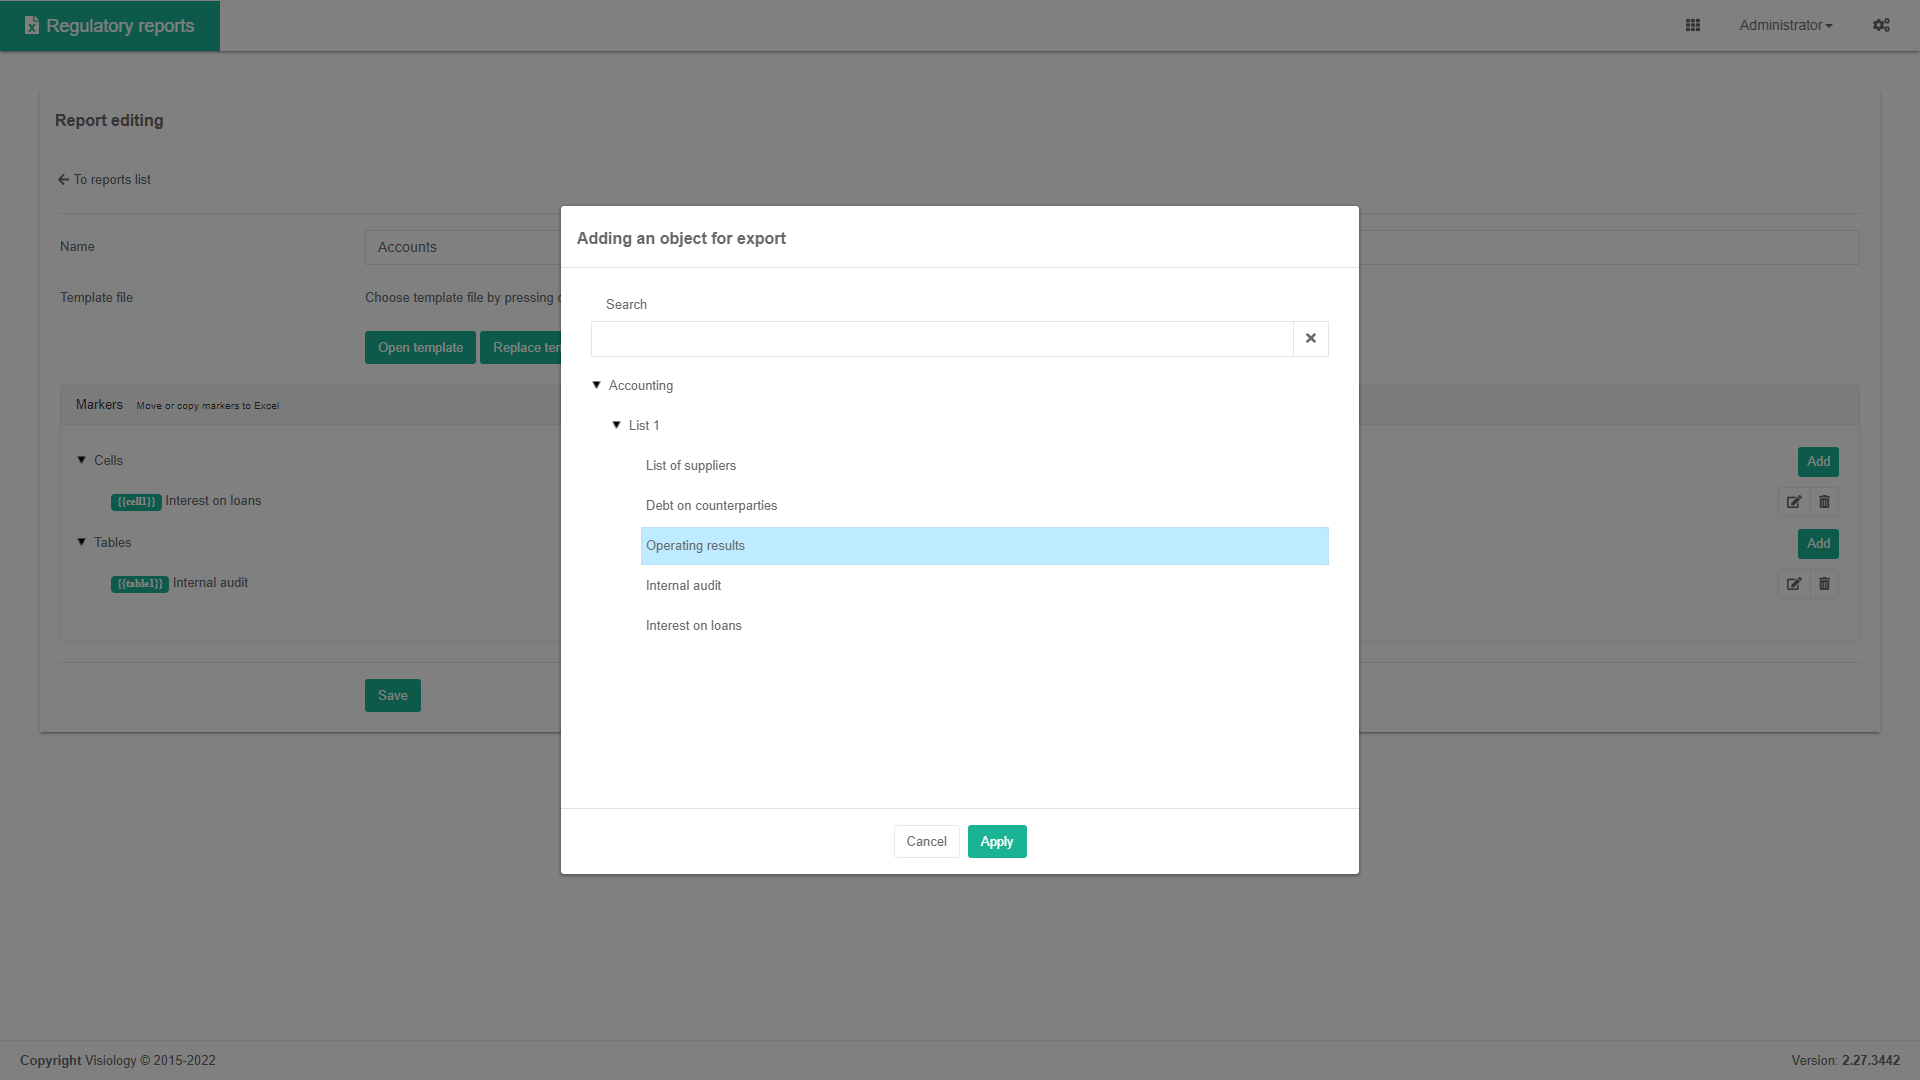 Regulatory reports
Administrator
Report editing
To reports list
Name
Accounts
Template file
Choose template file by pressing
Open template
Replace
Markers Move or copy markers to Excel
Cells
Add
{{cell1}} Interest on loans
Tables
Add
{{table1}} Internal audit
Save
Adding an object for export
Search
Accounting
List 1
List of suppliers
Debt on counterparties
Operating results
Internal audit
Interest on loans
Cancel
Apply
Copyright Visiology © 2015-2022
Version: 2.27.3442